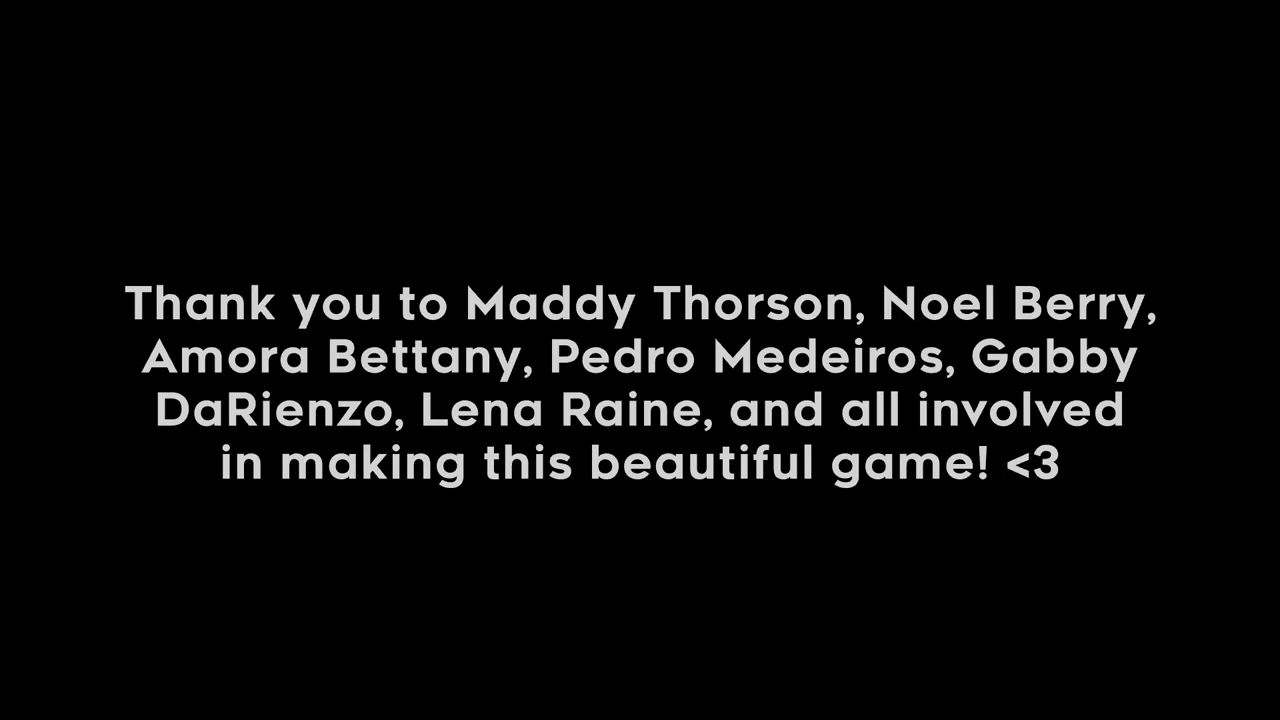 Thank you to Maddy Thorson, Noel Berry,
Amora Bettany, Pedro Medeiros, Gabby
DaRienzo, Lena Raine, and all involved
in making this beautiful game! <3